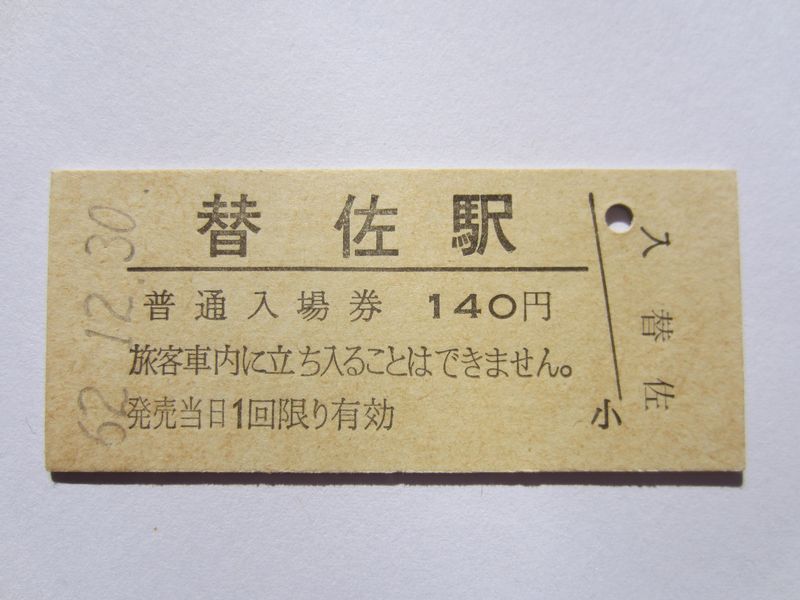 替佐駅
普通入場券 140円
旅客車内に立ち入ることはできません。
発売当日1回限り有効
62.12.30
小
入
替佐